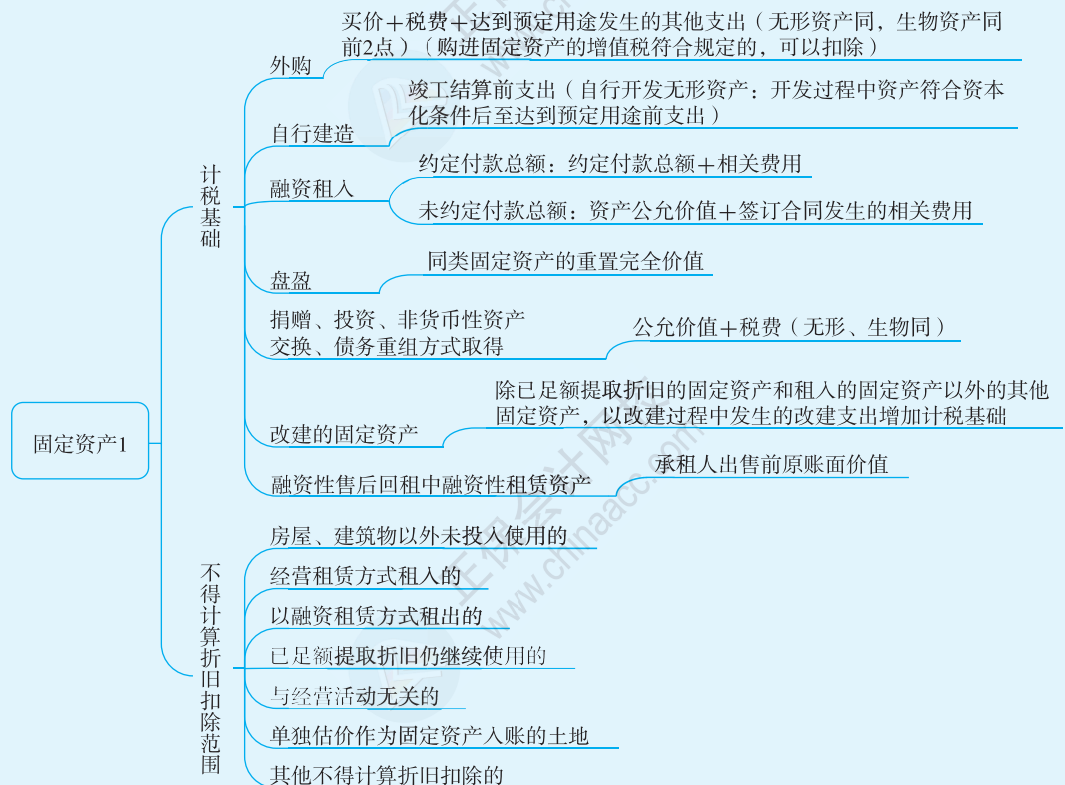 固定资产1
计税基础
外购
买价＋税费＋达到预定用途发生的其他支出（无形资产同，生物资产同
前2点）〔购进固定资产的增值税符合规定的，可以扣除）
自行建造
竣工结算前支出（自行开发无形资产：开发过程中资产符合资本
化条件后至达到预定用途前支出）
融资租入
约定付款总额：约定付款总额＋相关费用
未约定付款总额：资产公允价值＋签订合同发生的相关费用
盘盈
同类固定资产的重置完全价值
捐赠、投资、非货币性资产
交换、债务重组方式取得
公允价值＋税费（无形、生物同）
改建的固定资产
除已足额提取折旧的固定资产和租入的固定资产以外的其他
固定资产，以改建过程中发生的改建支出增加计税基础
融资性售后回租中融资性租赁资产
承租人出售前原账面价值
不得计算折旧扣除范围
房屋、建筑物以外未投入使用的
经营租赁方式租入的
以融资租赁方式租出的
已足额提取折旧仍继续使用的
与经营活动无关的
单独估价作为固定资产入账的土地
其他不得计算折旧扣除的
正保会计网校
www.chinaacc.com